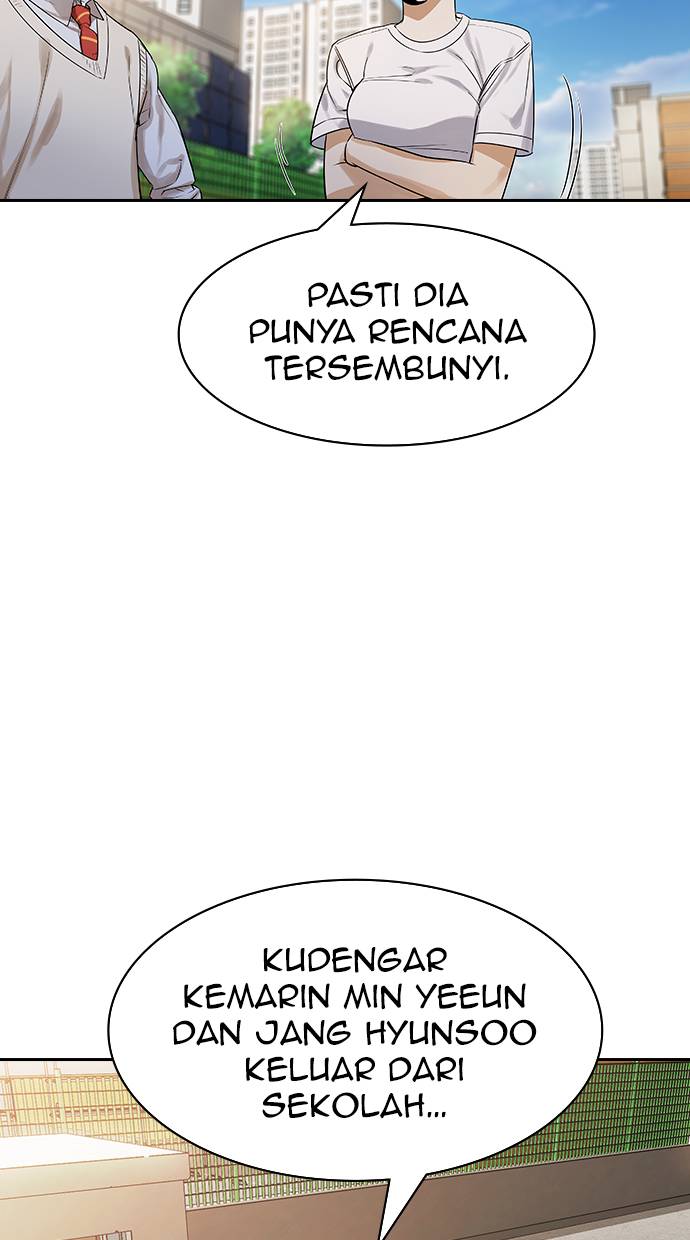 PASTI DIA
PUNYA RENCANA
TERSEMBUNYI.
KUDENGAR
KEMARIN MIN YEEUN
DAN JANG HYUNSOO
KELUAR DARI
SEKOLAH...